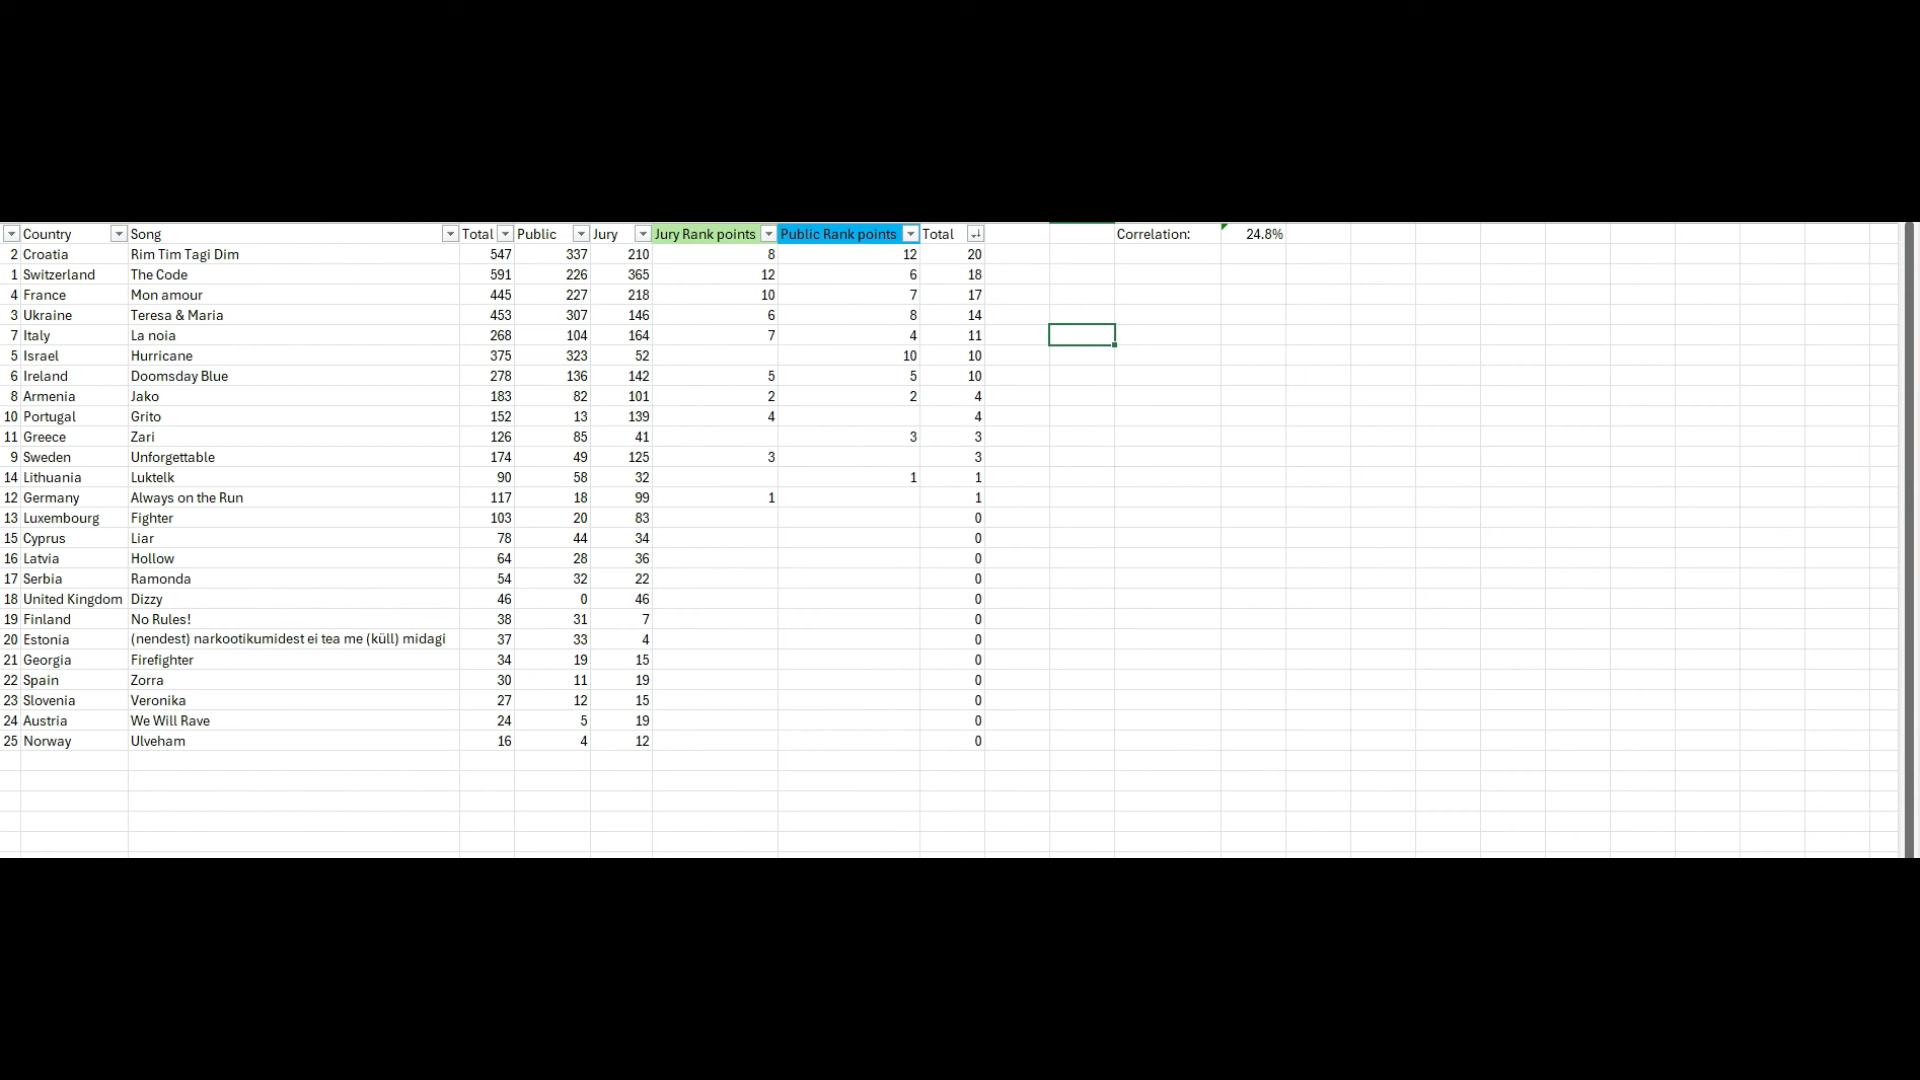 Country Song Total Public Jury Jury Rank points Public Rank points Total Correlation: 24.8%
2 Croatia Rim Tim Tagi Dim 547 337 210 8 12 20
1 Switzerland The Code 591 226 365 12 6 18
4 France Mon amour 445 227 218 10 7 17
3 Ukraine Teresa & Maria 453 307 146 6 8 14
7 Italy La noia 268 104 164 7 4 11
5 Israel Hurricane 375 323 52 10 10
6 Ireland Doomsday Blue 278 136 142 5 5 10
8 Armenia Jako 183 82 101 2 2 4
10 Portugal Grito 152 13 139 4 4
11 Greece Zari 126 85 41 3 3
9 Sweden Unforgettable 174 49 125 3 3
14 Lithuania Luktelk 90 58 32 1 1
12 Germany Always on the Run 117 18 99 1 1
13 Luxembourg Fighter 103 20 83 0
15 Cyprus Liar 78 44 34 0
16 Latvia Hollow 64 28 36 0
17 Serbia Ramonda 54 32 22 0
18 United Kingdom Dizzy 46 0 46 0
19 Finland No Rules! 38 31 7 0
20 Estonia (nendest) narkootikumidest ei tea me (küll) midagi 37 33 4 0
21 Georgia Firefighter 34 19 15 0
22 Spain Zorra 30 11 19 0
23 Slovenia Veronika 27 12 15 0
24 Austria We Will Rave 24 5 19 0
25 Norway Ulveham 16 4 12 0